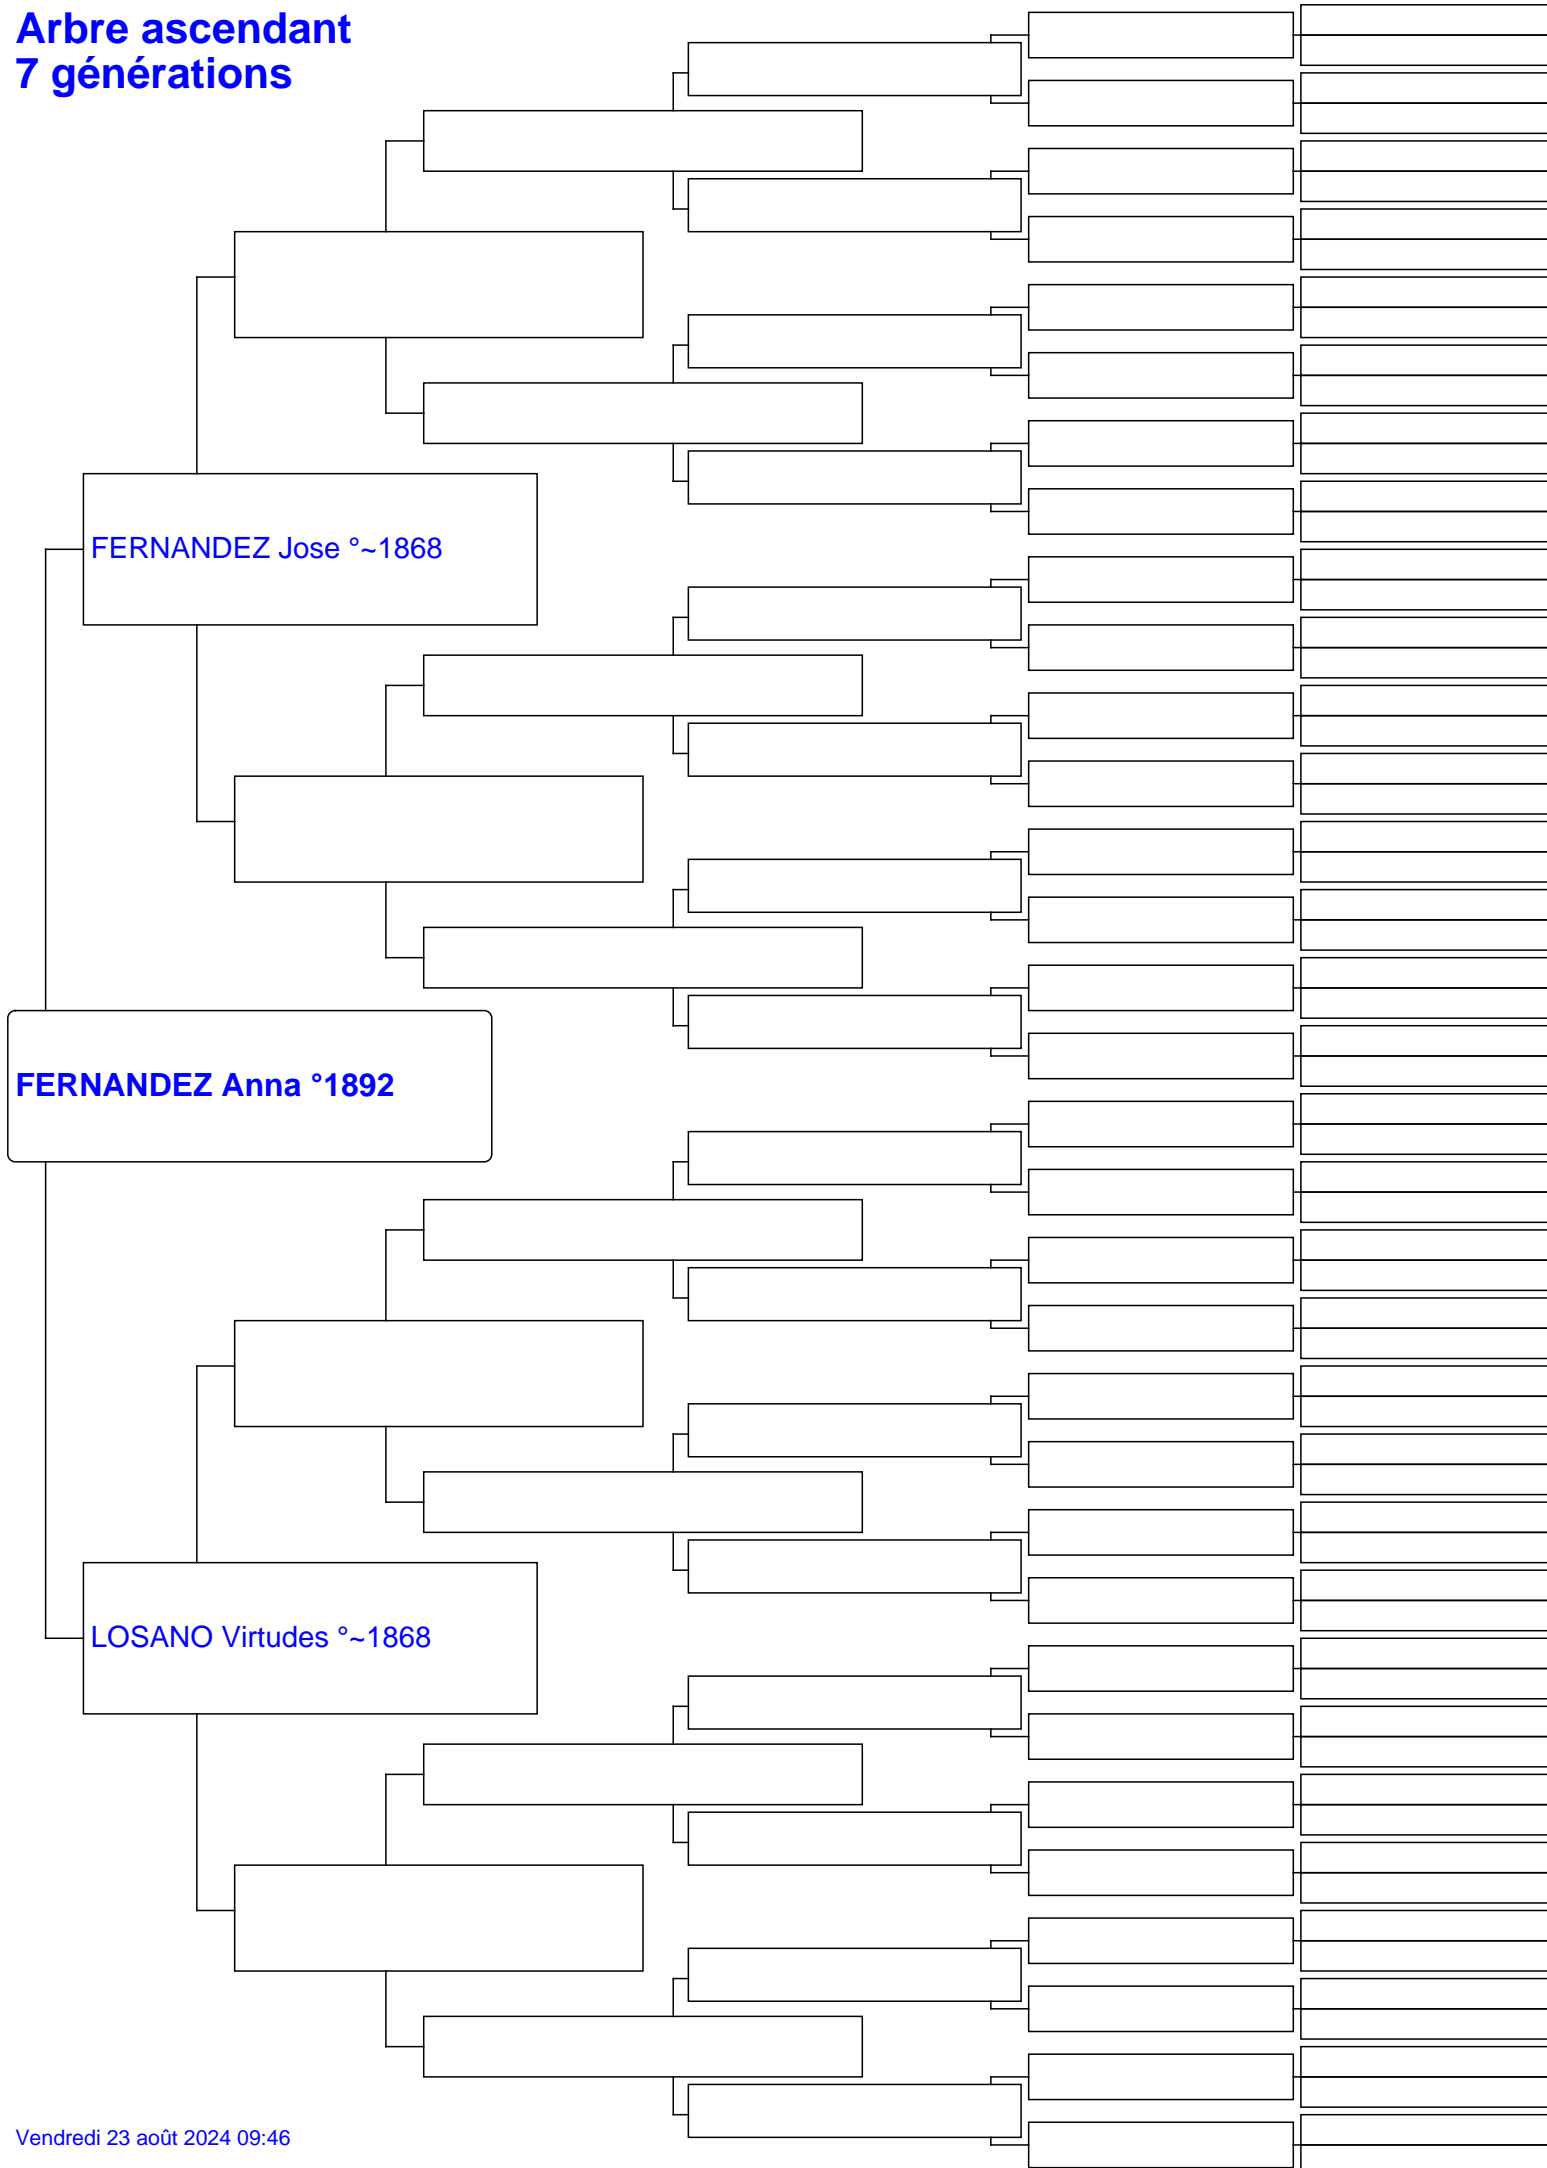 Arbre ascendant
7 générations
FERNANDEZ Jose °~1868
FERNANDEZ Anna °1892
LOSANO Virtudes °~1868
Vendredi 23 août 2024 09:46